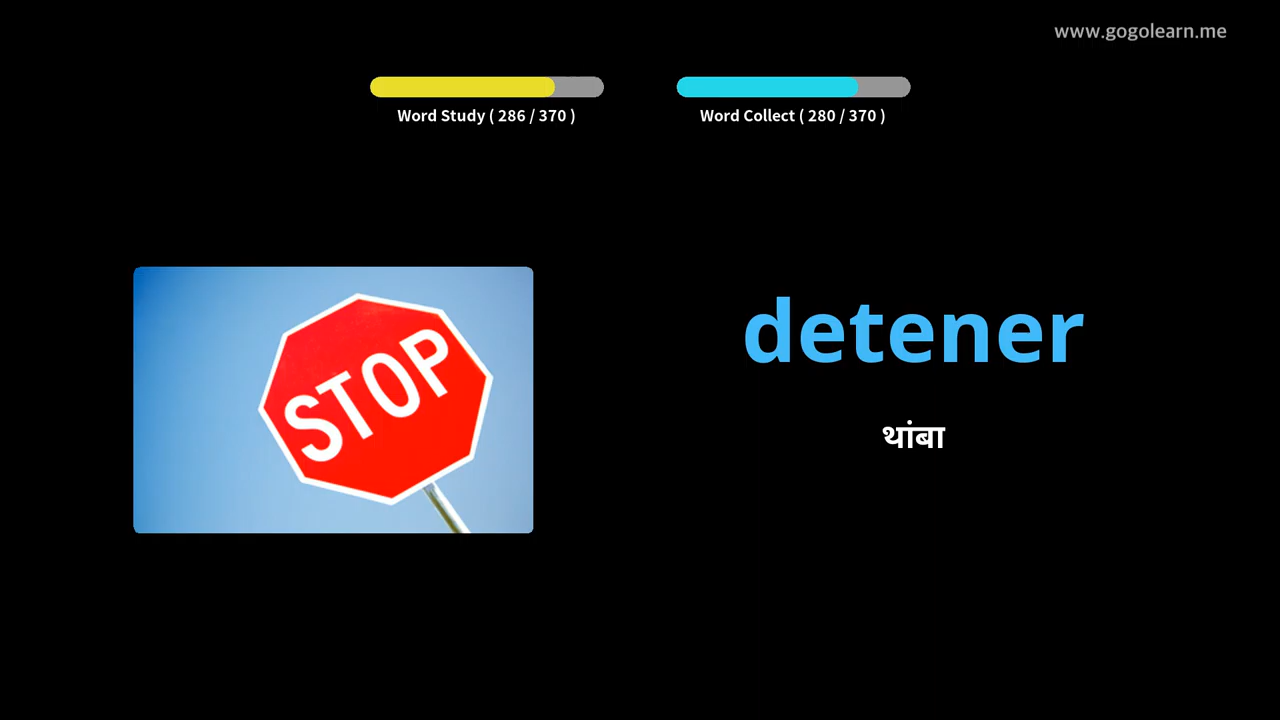 www.gogolearn.me
Word Study ( 286 / 370 )
Word Collect ( 280 / 370 )
STOP
detener
थांबा